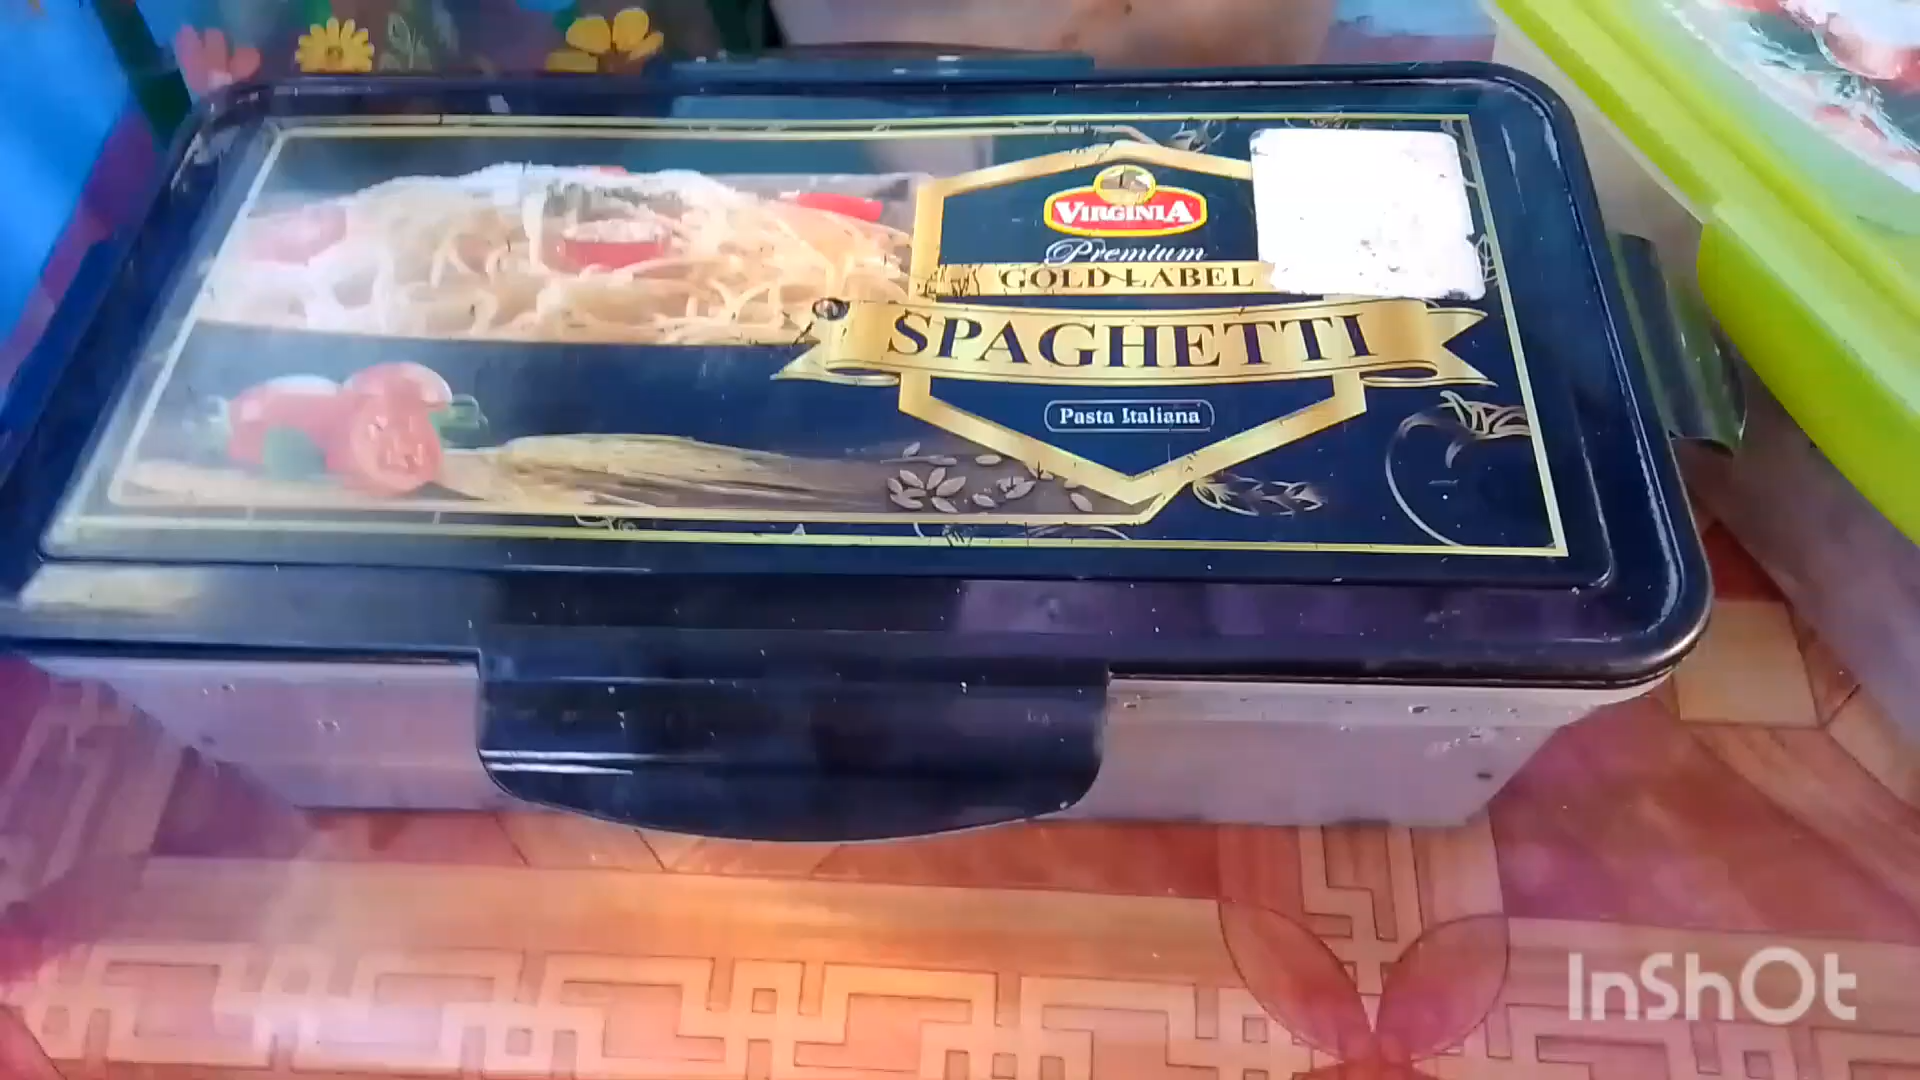 VIRGINIA
Premium
GOLD LABEL
SPAGHETTI
Pasta Italiana
InShOt